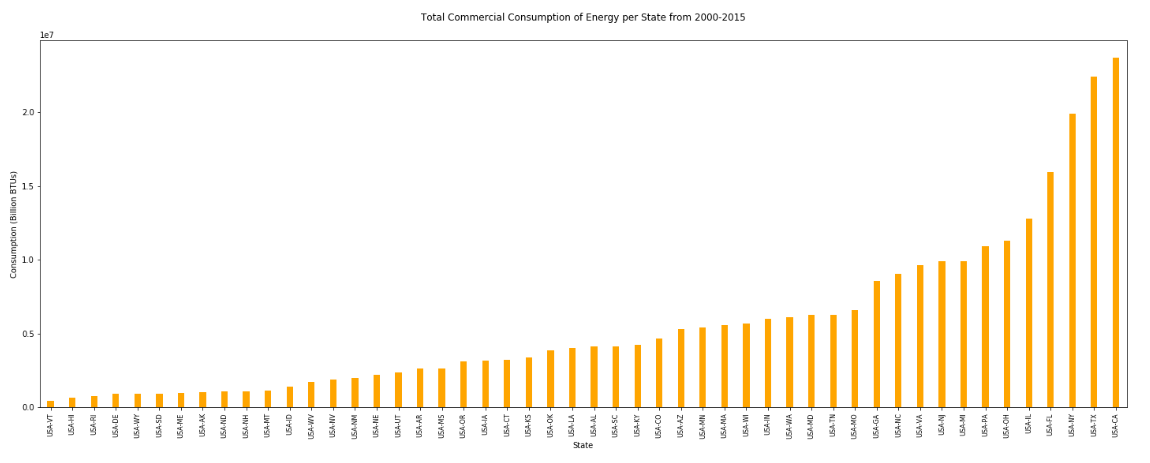 Total Commercial Consumption of Energy per State from 2000-2015
1e7
2.0
1.5
1.0
0.5
0.0
Consumption (Billion BTUs)
USA-VT
USA-HI
USA-RI
USA-DE
USA-WY
USA-SD
USA-ME
USA-AK
USA-ND
USA-NH
USA-MT
USA-ID
USA-WV
USA-NV
USA-NM
USA-NE
USA-UT
USA-AR
USA-MS
USA-OR
USA-IA
USA-CT
USA-KS
USA-OK
USA-LA
USA-AL
USA-SC
USA-KY
USA-CO
USA-AZ
USA-MN
USA-MA
USA-WI
USA-IN
USA-WA
USA-MD
USA-TN
USA-MO
USA-GA
USA-NC
USA-VA
USA-NJ
USA-MI
USA-PA
USA-OH
USA-IL
USA-FL
USA-NY
USA-TX
USA-CA
State